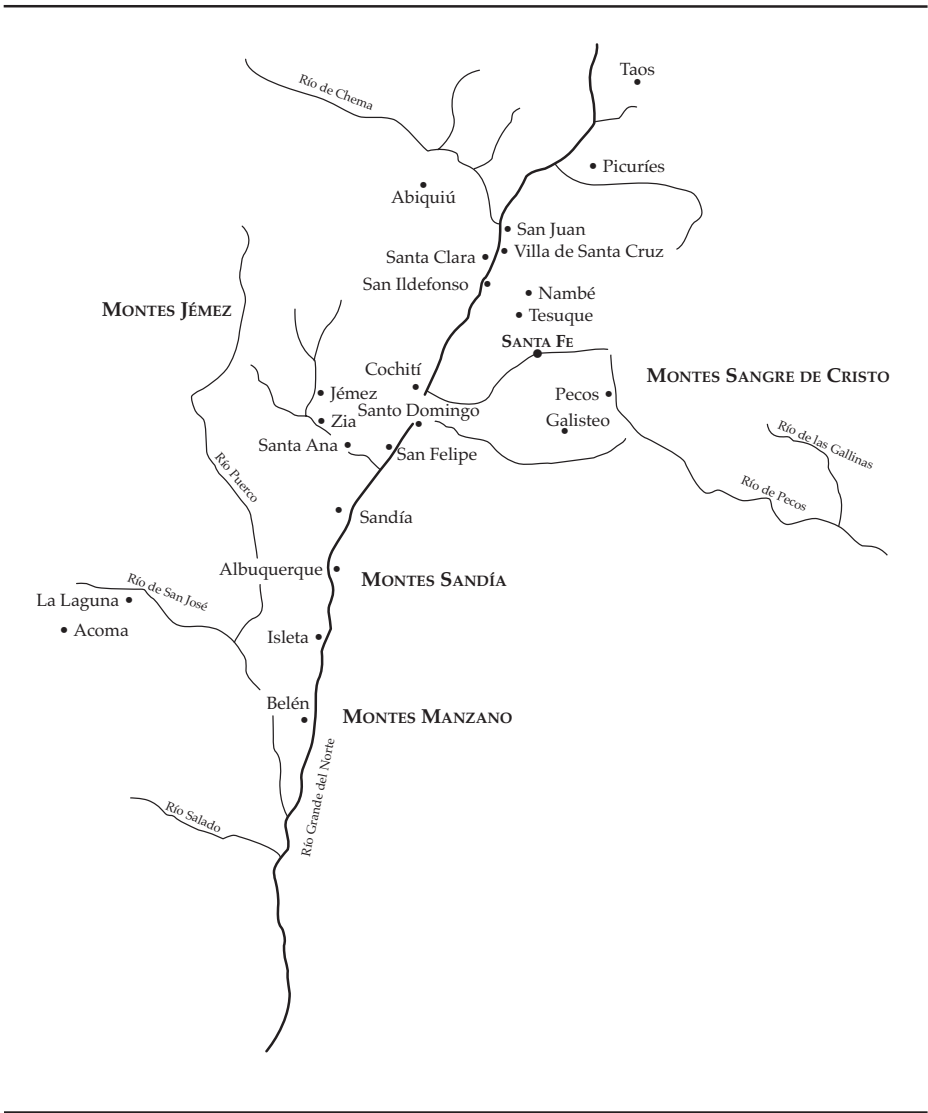 Taos
Río de Chema
Picuríes
Abiquiú
San Juan
Villa de Santa Cruz
Santa Clara
San Ildefonso
Nambé
MONTES JÉMEZ
Tesuque
SANTA FE
Cochití
MONTES SANGRE DE CRISTO
Jémez
Pecos
Santo Domingo
Zia
Galisteo
Santa Ana
San Felipe
Río de las Gallinas
Río Puerco
Río de Pecos
Sandía
Albuquerque
MONTES SANDÍA
Río de San José
La Laguna
Acoma
Isleta
Belén
MONTES MANZANO
Río Grande del Norte
Río Salado